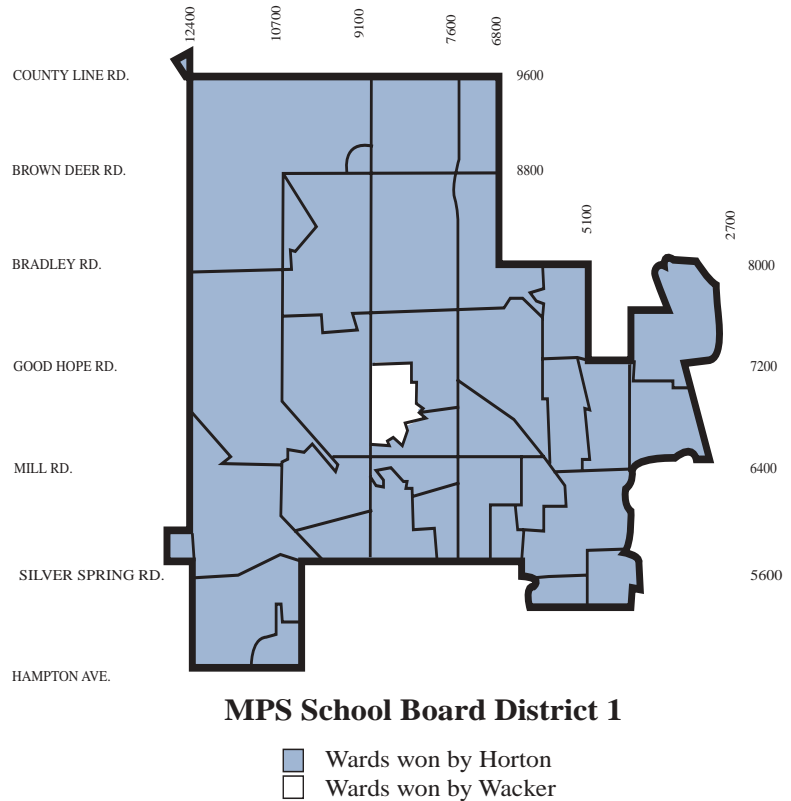 12400
10700
9100
7600
6800
COUNTY LINE RD.
9600
BROWN DEER RD.
8800
5100
2700
BRADLEY RD.
8000
GOOD HOPE RD.
7200
MILL RD.
6400
SILVER SPRING RD.
5600
HAMPTON AVE.
MPS School Board District 1
Wards won by Horton
Wards won by Wacker